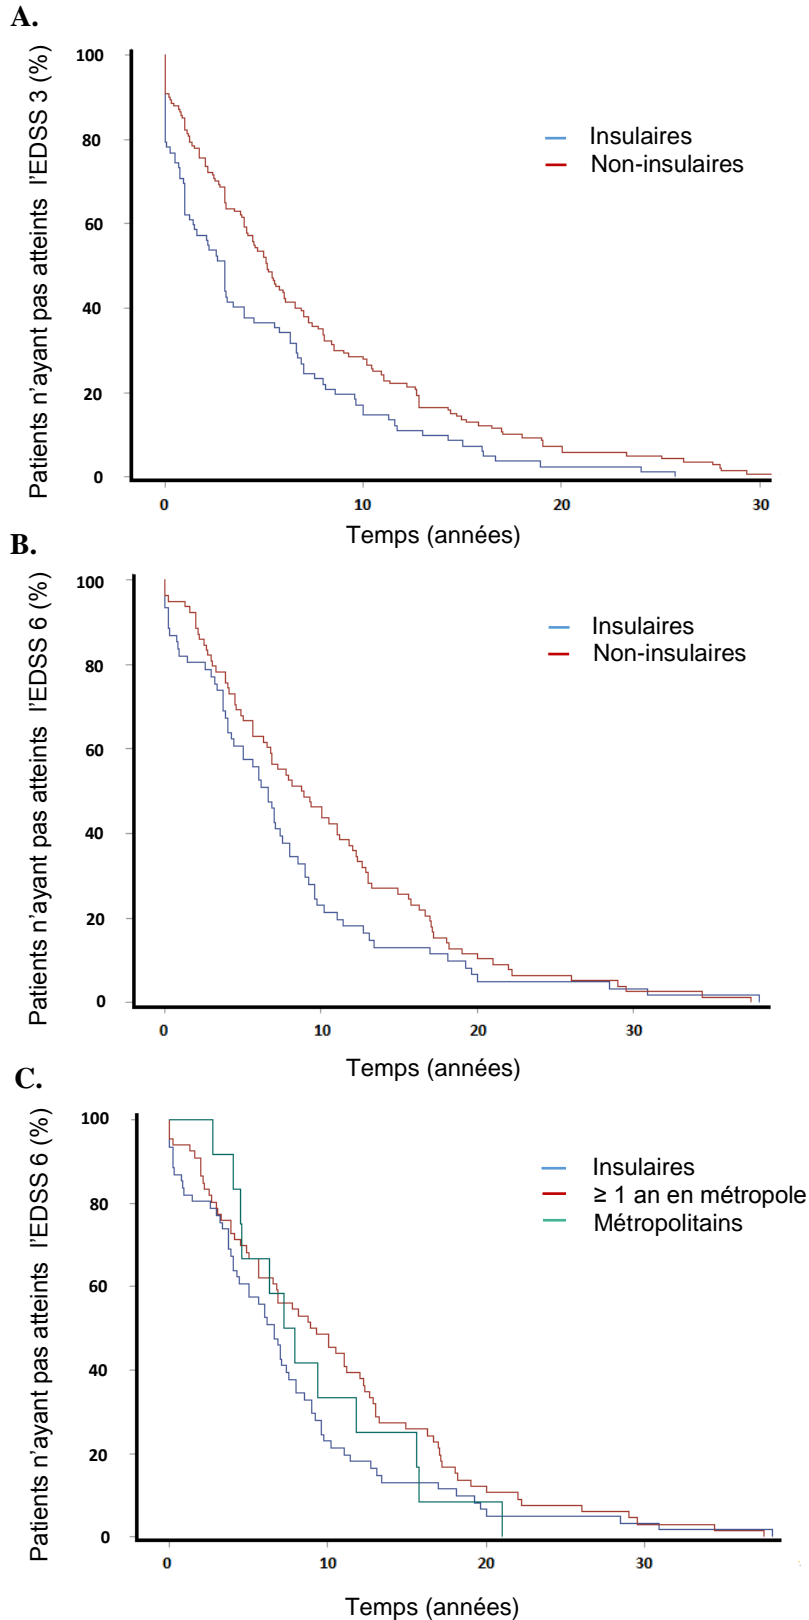 A.
Patients n'ayant pas atteints l'EDSS 3 (%)
100
80
60
40
20
0
Insulaires
Non-insulaires
0 10 20 30
Temps (années)
B.
Patients n'ayant pas atteints l'EDSS 6 (%)
100
80
60
40
20
0
Insulaires
Non-insulaires
0 10 20 30
Temps (années)
C.
Patients n'ayant pas atteints l'EDSS 6 (%)
100
80
60
40
20
0
Insulaires
≥ 1 an en métropole
Métropolitains
0 10 20 30
Temps (années)